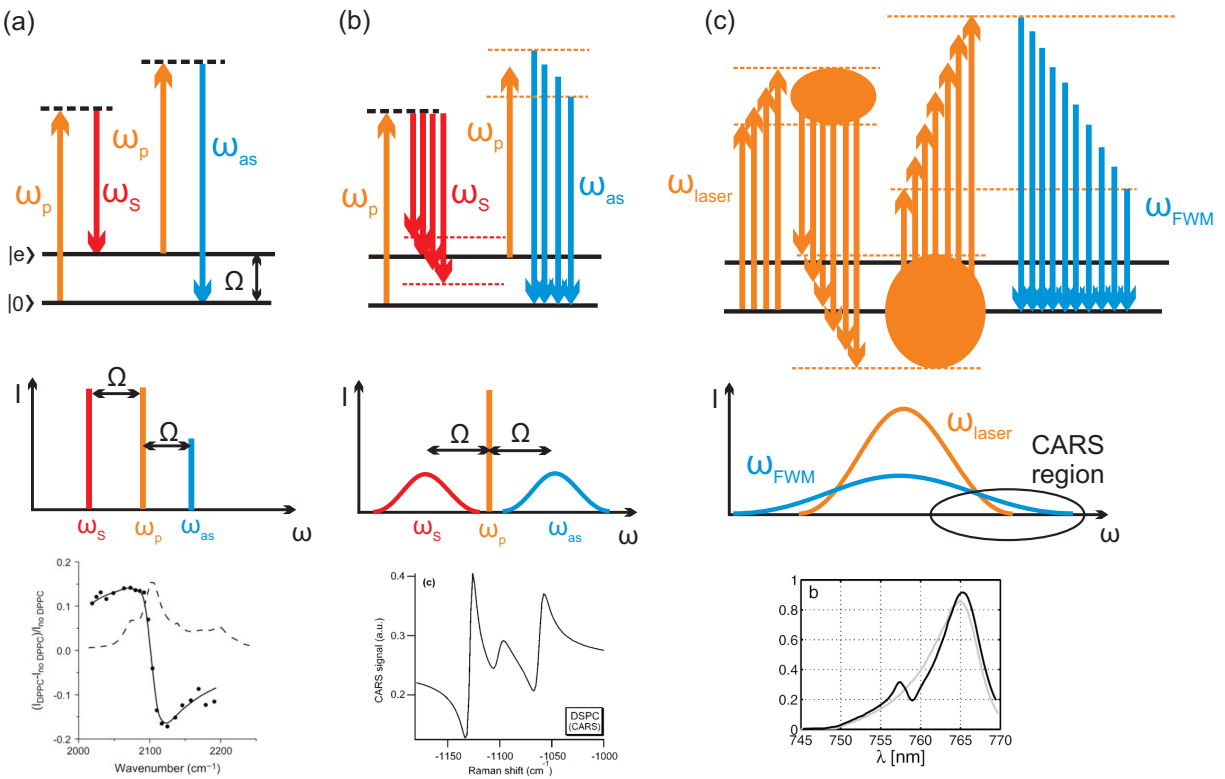 (a)
ωp
ωS
ωp
ωas
|e⟩
|0⟩
Ω
I
Ω
Ω
ωS
ωp
ωas
ω
(IDPPC-Ino DPPC)/Ino DPPC
0.2
0.1
0.0
-0.1
-0.2
2000
2100
2200
Wavenumber (cm⁻¹)
(b)
ωp
ωS
ωp
ωas
I
Ω
Ω
ωS
ωp
ωas
ω
(c)
CARS signal (a.u.)
0.4
0.3
0.2
DSPC
(CARS)
-1150
-1100
-1050
-1000
Raman shift (cm⁻¹)
(c)
ωlaser
ωFWM
I
ωlaser
ωFWM
CARS
region
ω
b
1
0.8
0.6
0.4
0.2
0
745
750
755
760
765
770
λ [nm]